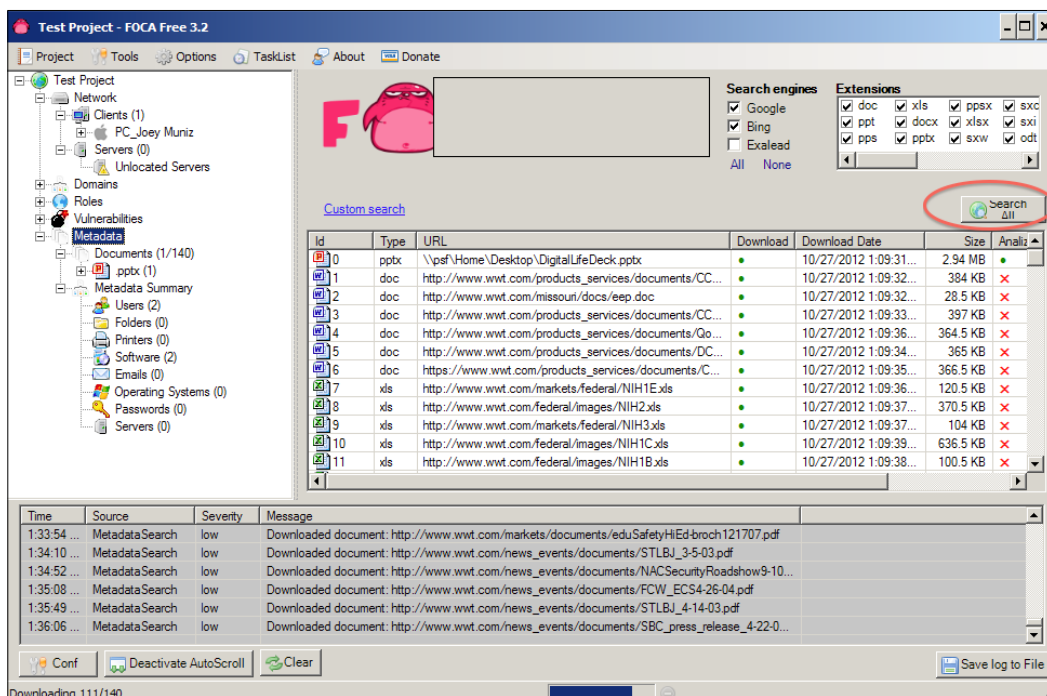 Test Project - FOCA Free 3.2
Project Tools Options TaskList About Donate
Test Project
Network
Clients (1)
PC_Joey Muniz
Servers (0)
Unlocated Servers
Domains
Roles
Vulnerabilities
Metadata
Documents (1/140)
.pptx (1)
Metadata Summary
Users (2)
Folders (0)
Printers (0)
Software (2)
Emails (0)
Operating Systems (0)
Passwords (0)
Servers (0)
F
Search engines
Google
Bing
Exalead
All None
Extensions
doc xls ppsx sxc
ppt docx xlsx sxi
pps pptx sxw odt
Custom search
Search All
Id Type URL Download Download Date Size Analiz
0 pptx \\psf\Home\Desktop\DigitalLifeDeck.pptx 10/27/2012 1:09:31... 2.94 MB
1 doc http://www.wwt.com/products_services/documents/CC... 10/27/2012 1:09:32... 384 KB
2 doc http://www.wwt.com/missouri/docs/eep.doc 10/27/2012 1:09:32... 28.5 KB
3 doc http://www.wwt.com/products_services/documents/CC... 10/27/2012 1:09:33... 397 KB
4 doc http://www.wwt.com/products_services/documents/Qo... 10/27/2012 1:09:36... 364.5 KB
5 doc http://www.wwt.com/products_services/documents/DC... 10/27/2012 1:09:34... 365 KB
6 doc https://www.wwt.com/products_services/documents/C... 10/27/2012 1:09:35... 366.5 KB
7 xls http://www.wwt.com/markets/federal/NIH1E.xls 10/27/2012 1:09:36... 120.5 KB
8 xls http://www.wwt.com/federal/images/NIH2.xls 10/27/2012 1:09:37... 370.5 KB
9 xls http://www.wwt.com/markets/federal/NIH3.xls 10/27/2012 1:09:37... 104 KB
10 xls http://www.wwt.com/federal/images/NIH1C.xls 10/27/2012 1:09:39... 636.5 KB
11 xls http://www.wwt.com/federal/images/NIH1B.xls 10/27/2012 1:09:38... 100.5 KB
Time Source Severity Message
1:33:54 ... MetadataSearch low Downloaded document: http://www.wwt.com/markets/documents/eduSafetyHiEd-broch121707.pdf
1:34:10 ... MetadataSearch low Downloaded document: http://www.wwt.com/news_events/documents/STLBJ_3-5-03.pdf
1:34:52 ... MetadataSearch low Downloaded document: http://www.wwt.com/news_events/documents/NACSecurityRoadshow9-10...
1:35:08 ... MetadataSearch low Downloaded document: http://www.wwt.com/news_events/documents/FCW_ECS4-26-04.pdf
1:35:49 ... MetadataSearch low Downloaded document: http://www.wwt.com/news_events/documents/STLBJ_4-14-03.pdf
1:36:06 ... MetadataSearch low Downloaded document: http://www.wwt.com/news_events/documents/SBC_press_release_4-22-0...
Conf Deactivate AutoScroll Clear Save log to File
Downloading 111/140